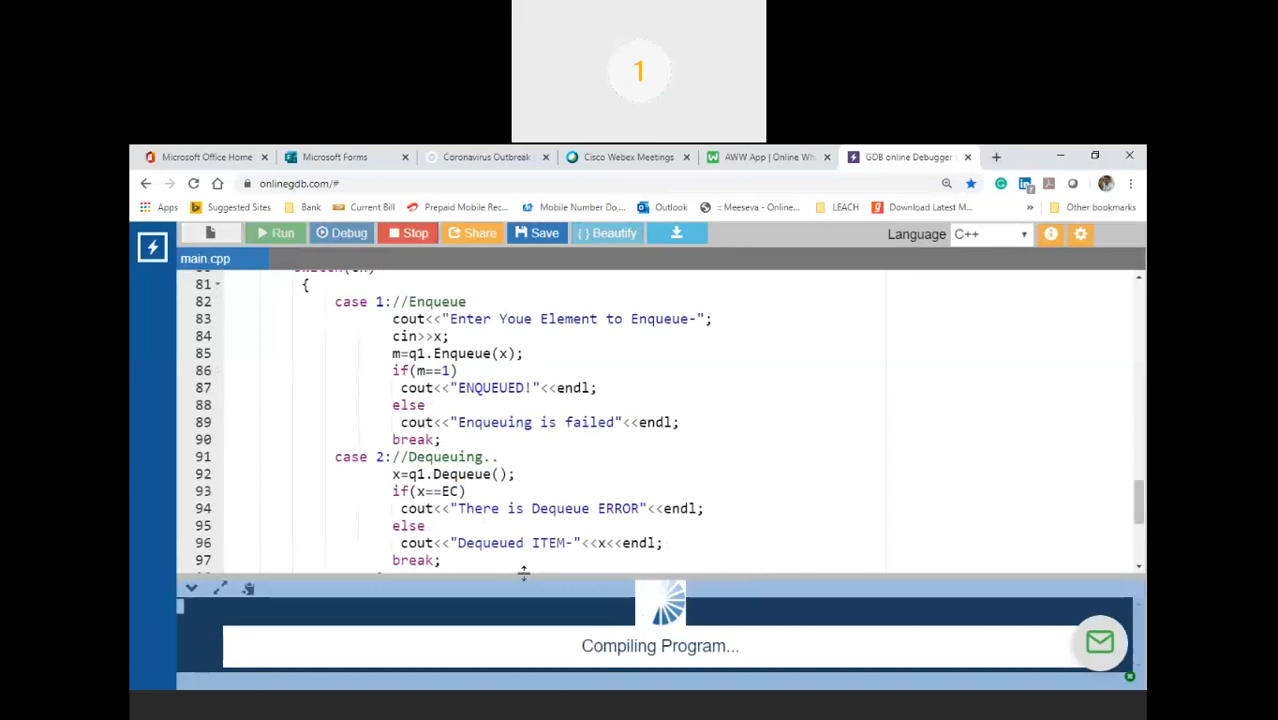 1
Microsoft Office Home
Microsoft Forms
Coronavirus Outbreak
Cisco Webex Meetings
AWW App | Online Wh
GDB online Debugger
onlinegdb.com/#
Apps
Suggested Sites
Bank
Current Bill
Prepaid Mobile Rec...
Mobile Number Do,...
Outlook
Meeseva - Online...
LEACH
Download Latest M...
»
Other bookmarks
Run
Debug
Stop
Share
Save
{ } Beautify
Language
C++
main.cpp
81 {
82 case 1://Enqueue
83 cout<<"Enter Youe Element to Enqueue-";
84 cin>>x;
85 m=q1.Enqueue(x);
86 if(m==1)
87 cout<<"ENQUEUED!"<<endl;
88 else
89 cout<<"Enqueuing is failed"<<endl;
90 break;
91 case 2://Dequeuing..
92 x=q1.Dequeue();
93 if(x==EC)
94 cout<<"There is Dequeue ERROR"<<endl;
95 else
96 cout<<"Dequeued ITEM-"<<x<<endl;
97 break;
Compiling Program...